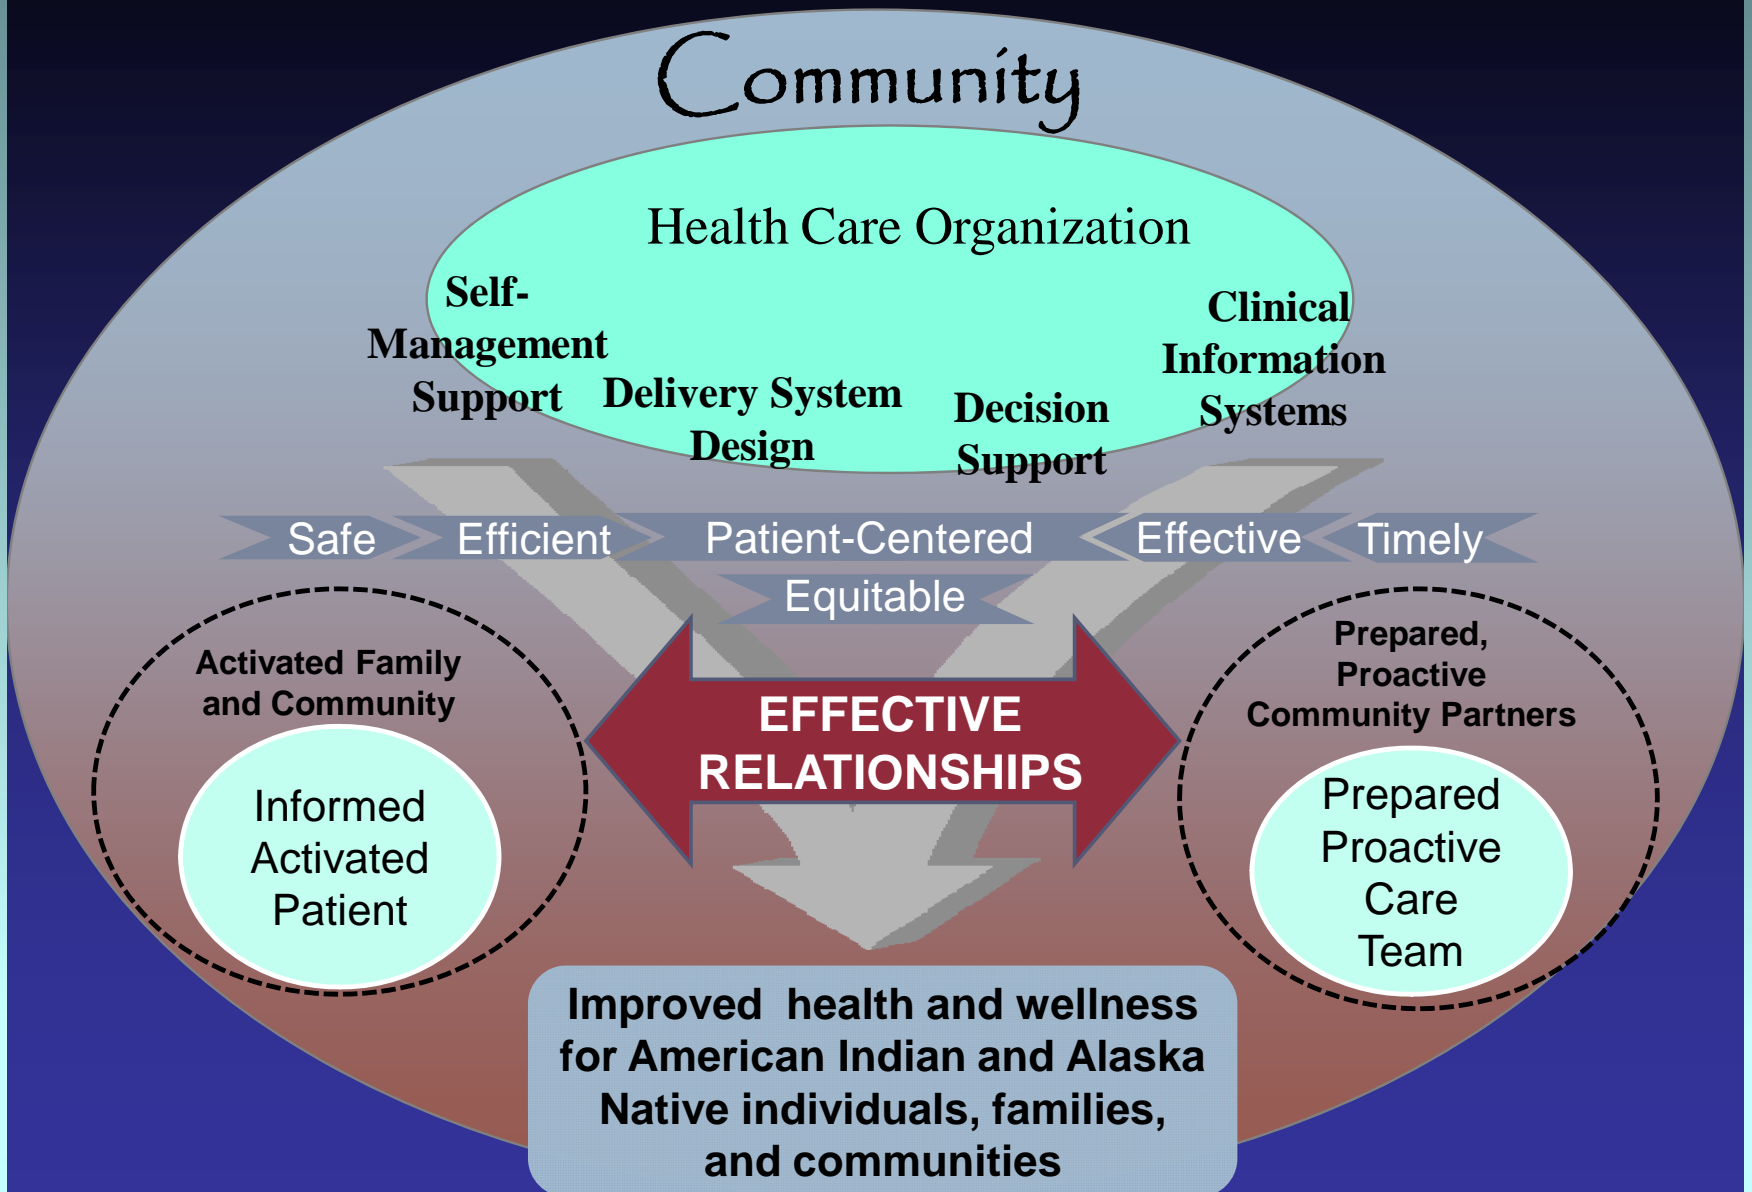 Community
Health Care Organization
Self-
Management
Support
Delivery System
Design
Decision
Support
Clinical
Information
Systems
Safe
Efficient
Patient-Centered
Effective
Timely
Equitable
Activated Family
and Community
Informed
Activated
Patient
EFFECTIVE
RELATIONSHIPS
Prepared,
Proactive
Community Partners
Prepared
Proactive
Care
Team
Improved health and wellness
for American Indian and Alaska
Native individuals, families,
and communities